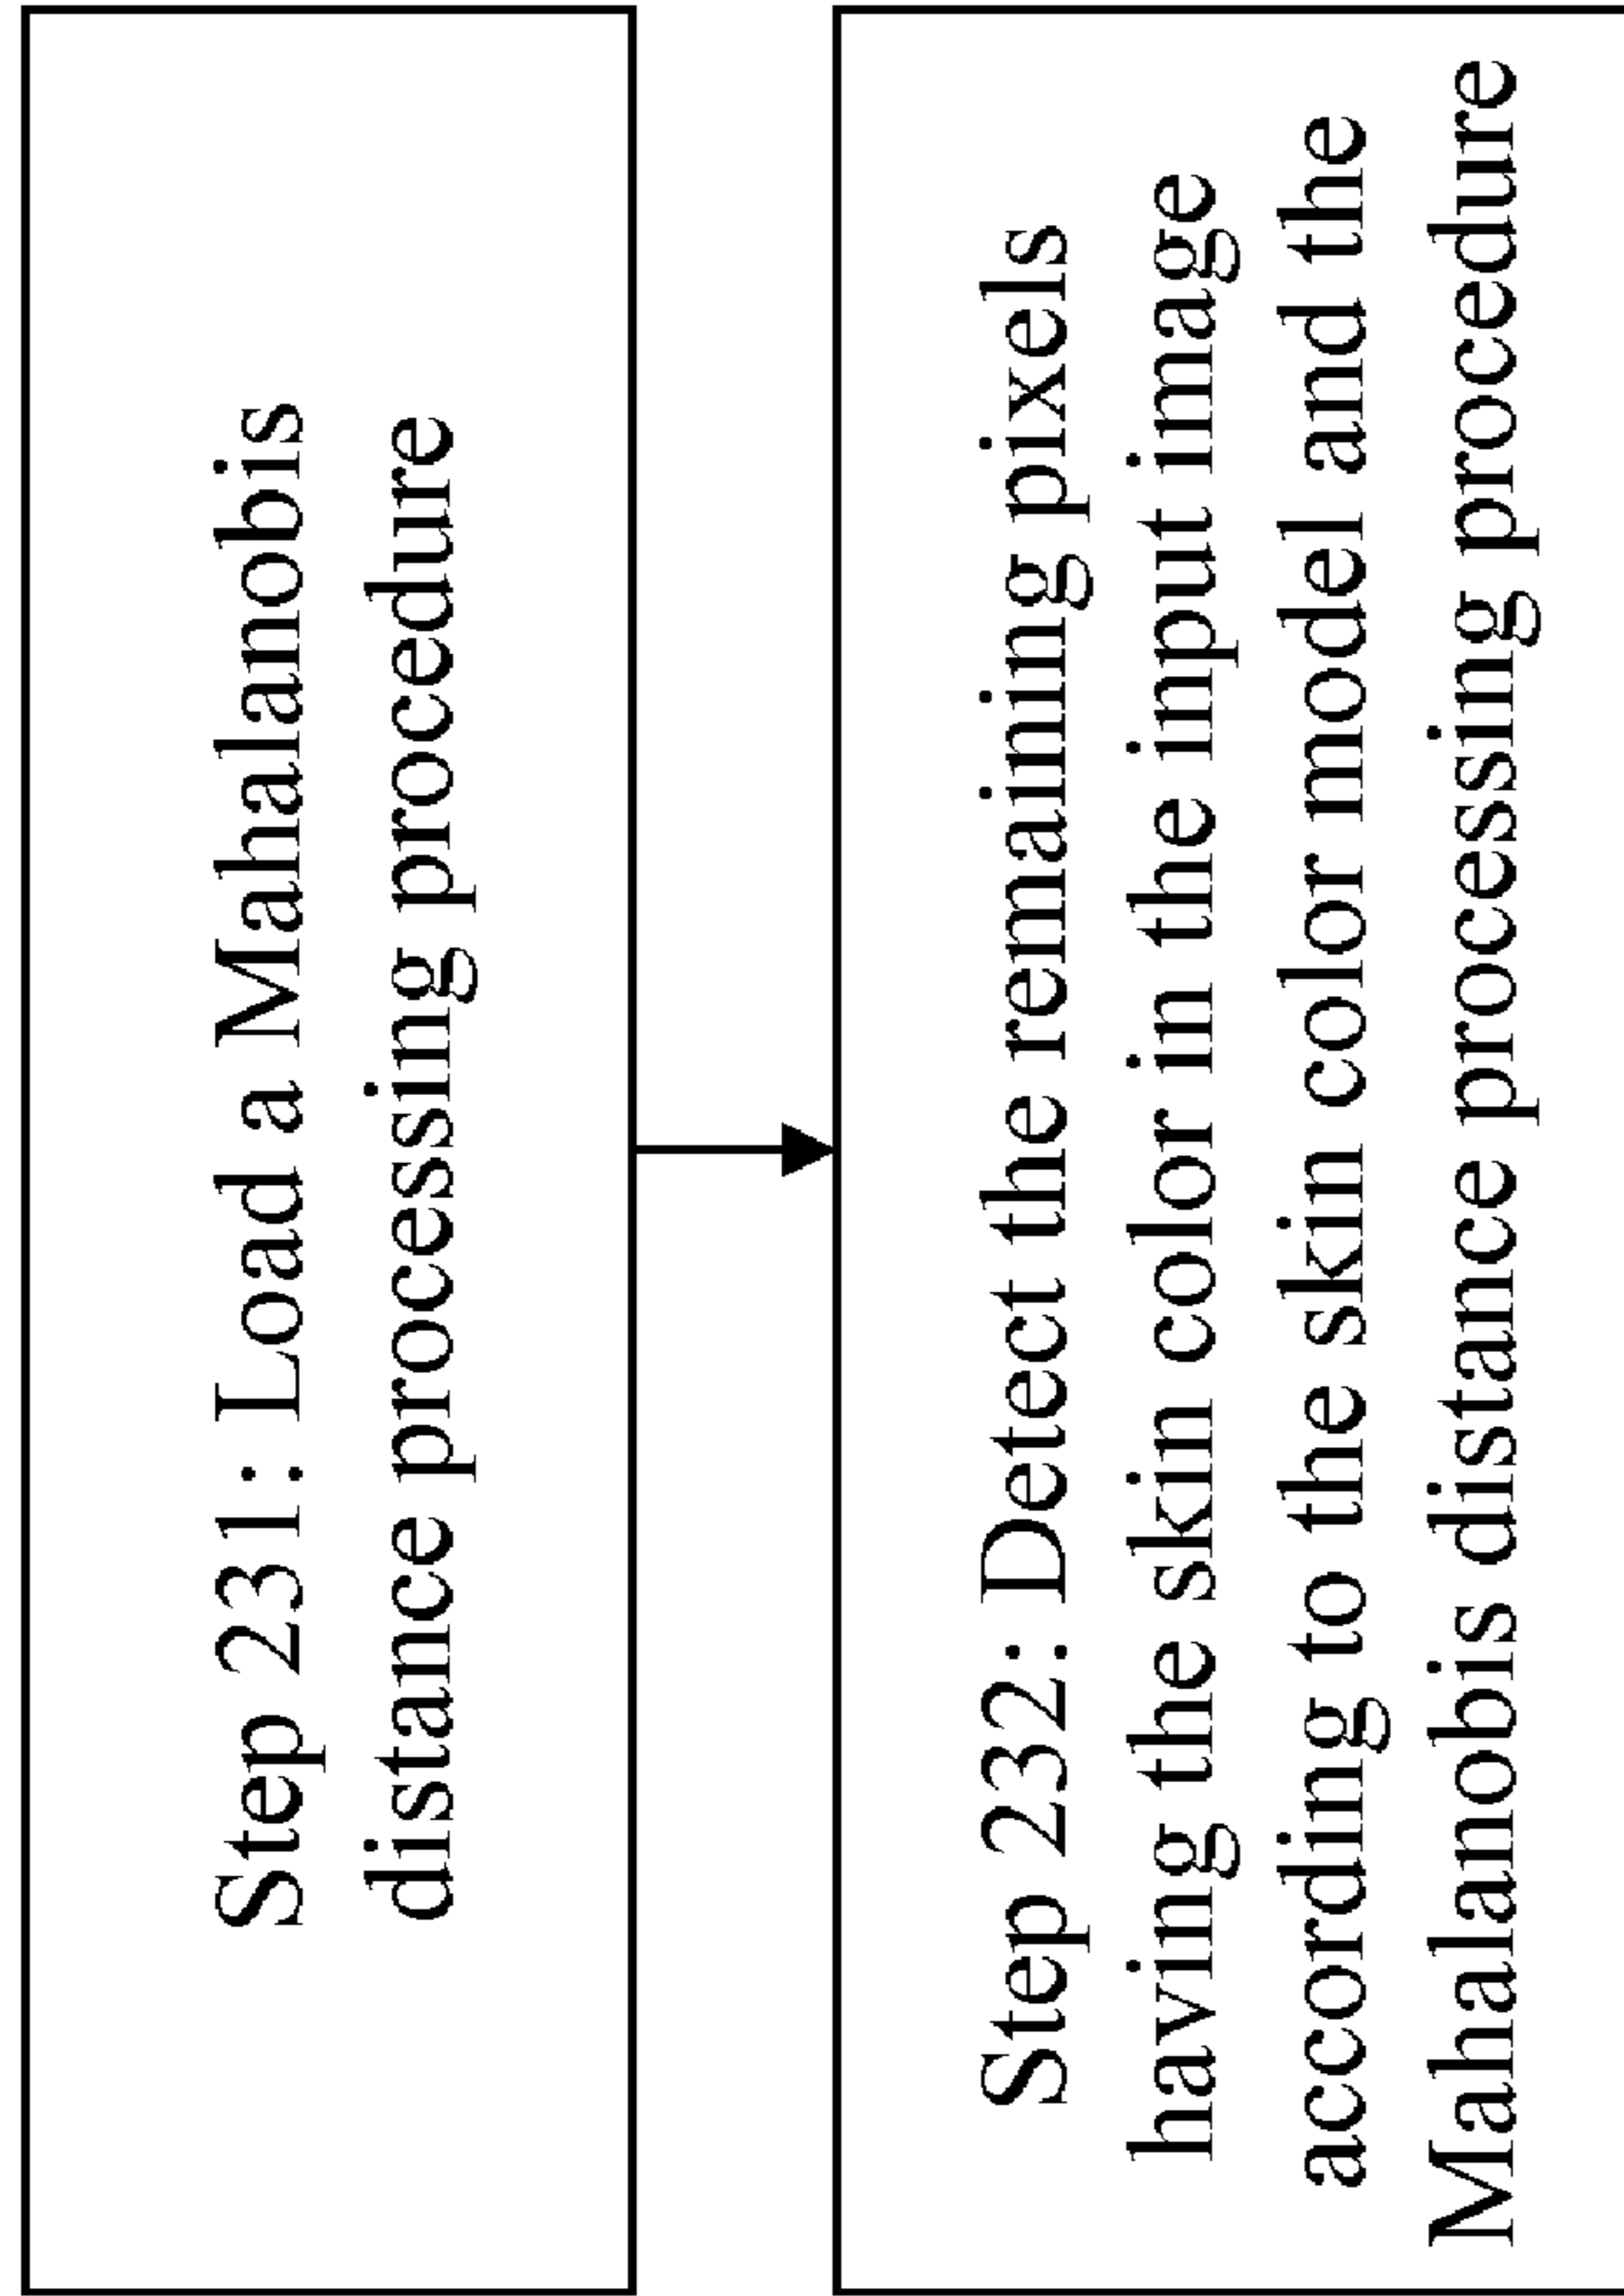 Step 231: Load a Mahalanobis
distance processing procedure
Step 232: Detect the remaining pixels
having the skin color in the input image
according to the skin color model and the
Mahalanobis distance processing procedure